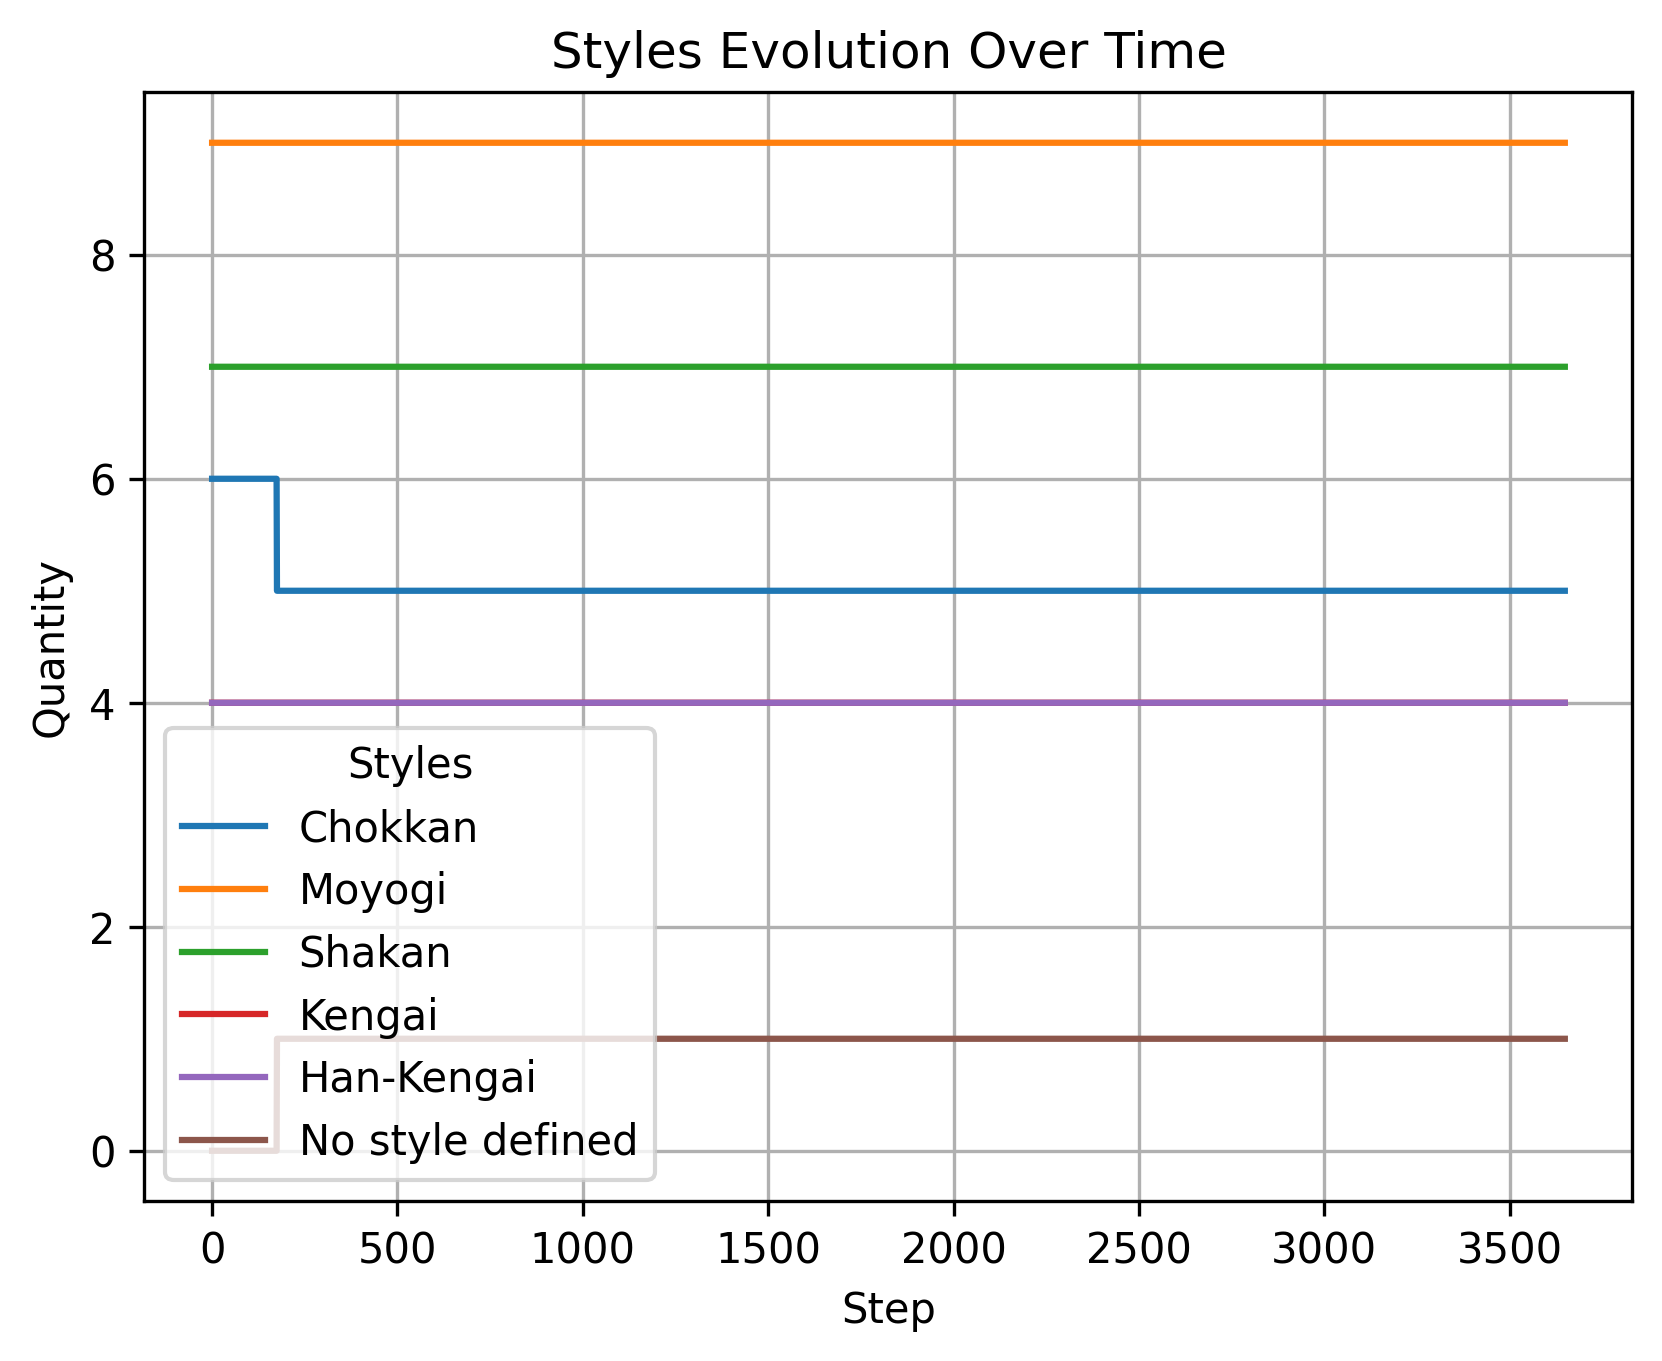 Styles Evolution Over Time
Quantity
8
6
4
2
0
Styles
Chokkan
Moyogi
Shakan
Kengai
Han-Kengai
No style defined
0 500 1000 1500 2000 2500 3000 3500
Step